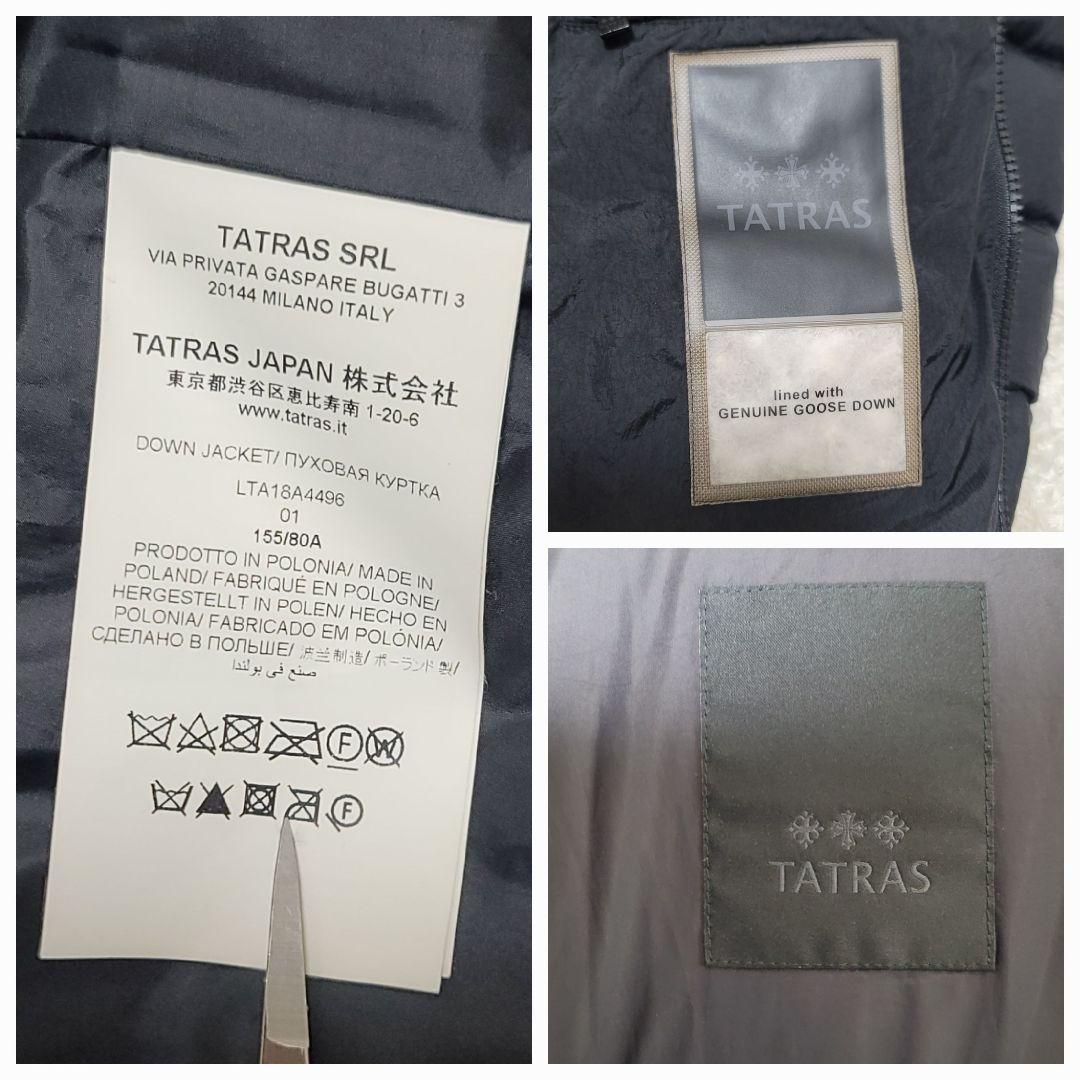 TATRAS SRL
VIA PRIVATA GASPARE BUGATTI 3
20144 MILANO ITALY
TATRAS JAPAN 株式会社
東京都渋谷区恵比寿南 1-20-6
www.tatras.it
DOWN JACKET/ ПУХОВАЯ КУРТКА
LTA18A4496
01
155/80A
PRODOTTO IN POLONIA/ MADE IN
POLAND/ FABRIQUÉ EN POLOGNE/
HERGESTELLT IN POLEN/ HECHO EN
POLONIA/ FABRICADO EM POLÓNIA/
СДЕЛАНО В ПОЛЬШЕ/ 波兰制造/ ポーランド製/
صنع في بولندا
F W
F
TATRAS
lined with
GENUINE GOOSE DOWN
TATRAS